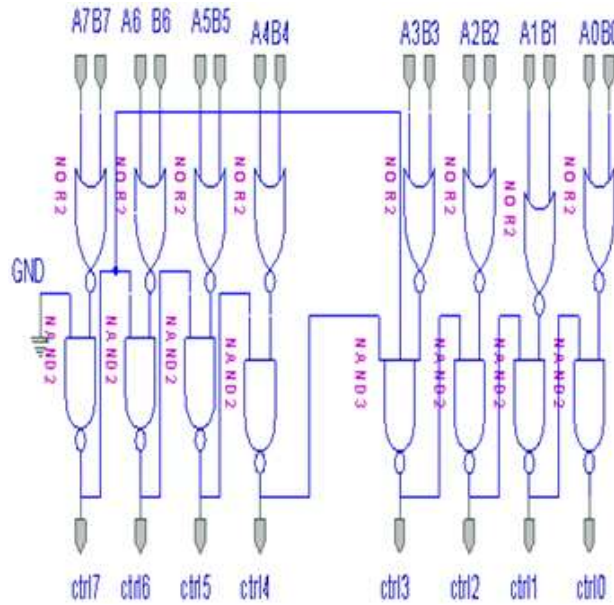 A7B7 A6 B6 A5B5 A4B4 A3B3 A2B2 A1B1 A0B0
NOR2 NOR2 NOR2 NOR2 NOR2 NOR2 NOR2 NOR2
GND
NAND2 NAND2 NAND2 NAND2 NAND3 NAND2 NAND2 NAND2
ctrl7 ctrl6 ctrl5 ctrl4 ctrl3 ctrl2 ctrl1 ctrl0